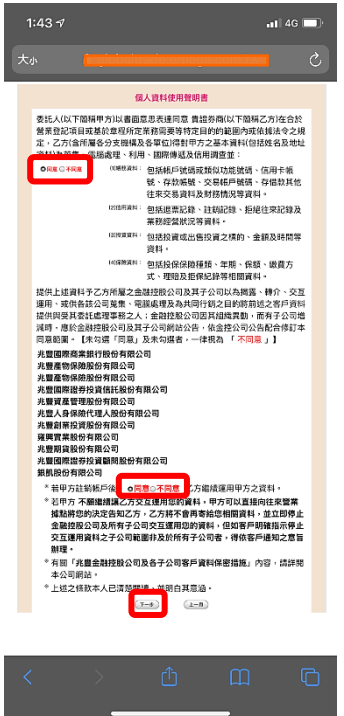 1:43
4G
大小
個人資料使用聲明書
委託人(以下簡稱甲方)以書面意思表達同意 貴證券商(以下簡稱乙方)在合於
營業登記項目或基於章程所定業務需要等特定目的的範圍內或依據法令之規
定，乙方(含所屬各分支機構及各單位)得對甲方之基本資料(包括姓名及地址
電腦處理、利用、國際傳遞及信用調查並：
同意 不同意
(1)帳務資料： 包括帳戶號碼或類似功能號碼、信用卡帳
號、存款帳號、交易帳戶號碼、存借款其他
往來交易資料及財務情況等資料。
(2)信用資料： 包括退票記錄、註銷記錄、拒絕往來記錄及
業務經營狀況等資料。
(3)投資資料： 包括投資或出售投資之標的、金額及時間等
資料。
(4)保險資料： 包括投保保險種類、年期、保額、繳費方
式、理賠及拒保紀錄等相關資料。
提供上述資料予乙方所屬之金融控股公司及其子公司以為揭露、轉介、交互
運用、或供各該公司蒐集、電腦處理及為共同行銷之目的將前述之客戶資料
提供與受其委託處理事務之人；金融控股公司因其組織異動，而有子公司增
減時，應於金融控股公司及其子公司網站公告，依金控公司公告配合修訂本
同意範圍。【未勾選「同意」及未勾選者，一律視為 「 不同意 」】
兆豐國際商業銀行股份有限公司
兆豐產物保險股份有限公司
兆豐產物保險股份有限公司
兆豐國際證券投資信託股份有限公司
兆豐資產管理股份有限公司
兆豐人身保險代理人股份有限公司
兆豐創業投資股份有限公司
雍興實業股份有限公司
兆豐期貨股份有限公司
兆豐國際證券投資顧問股份有限公司
銀凱股份有限公司
* 若甲方註銷帳戶後 同意 不同意 乙方繼續運用甲方之資料。
* 若甲方 不願繼續讓乙方交互運用您的資料，甲方可以直接向往來營業
據點將您的決定告知乙方，乙方將不會再寄給您相關資料，並立即停止
金融控股公司及所有子公司交互運用您的資料，但如客戶明確指示停止
交互運用資料之子公司範圍非及於所有子公司者，得依客戶通知之意旨
辦理。
* 有關「兆豐金融控股公司及各子公司客戶資料保密措施」內容，請詳閱
本公司網站。
* 上述之條款本人已清楚閱讀，並明白其意涵。
下一步 上一頁